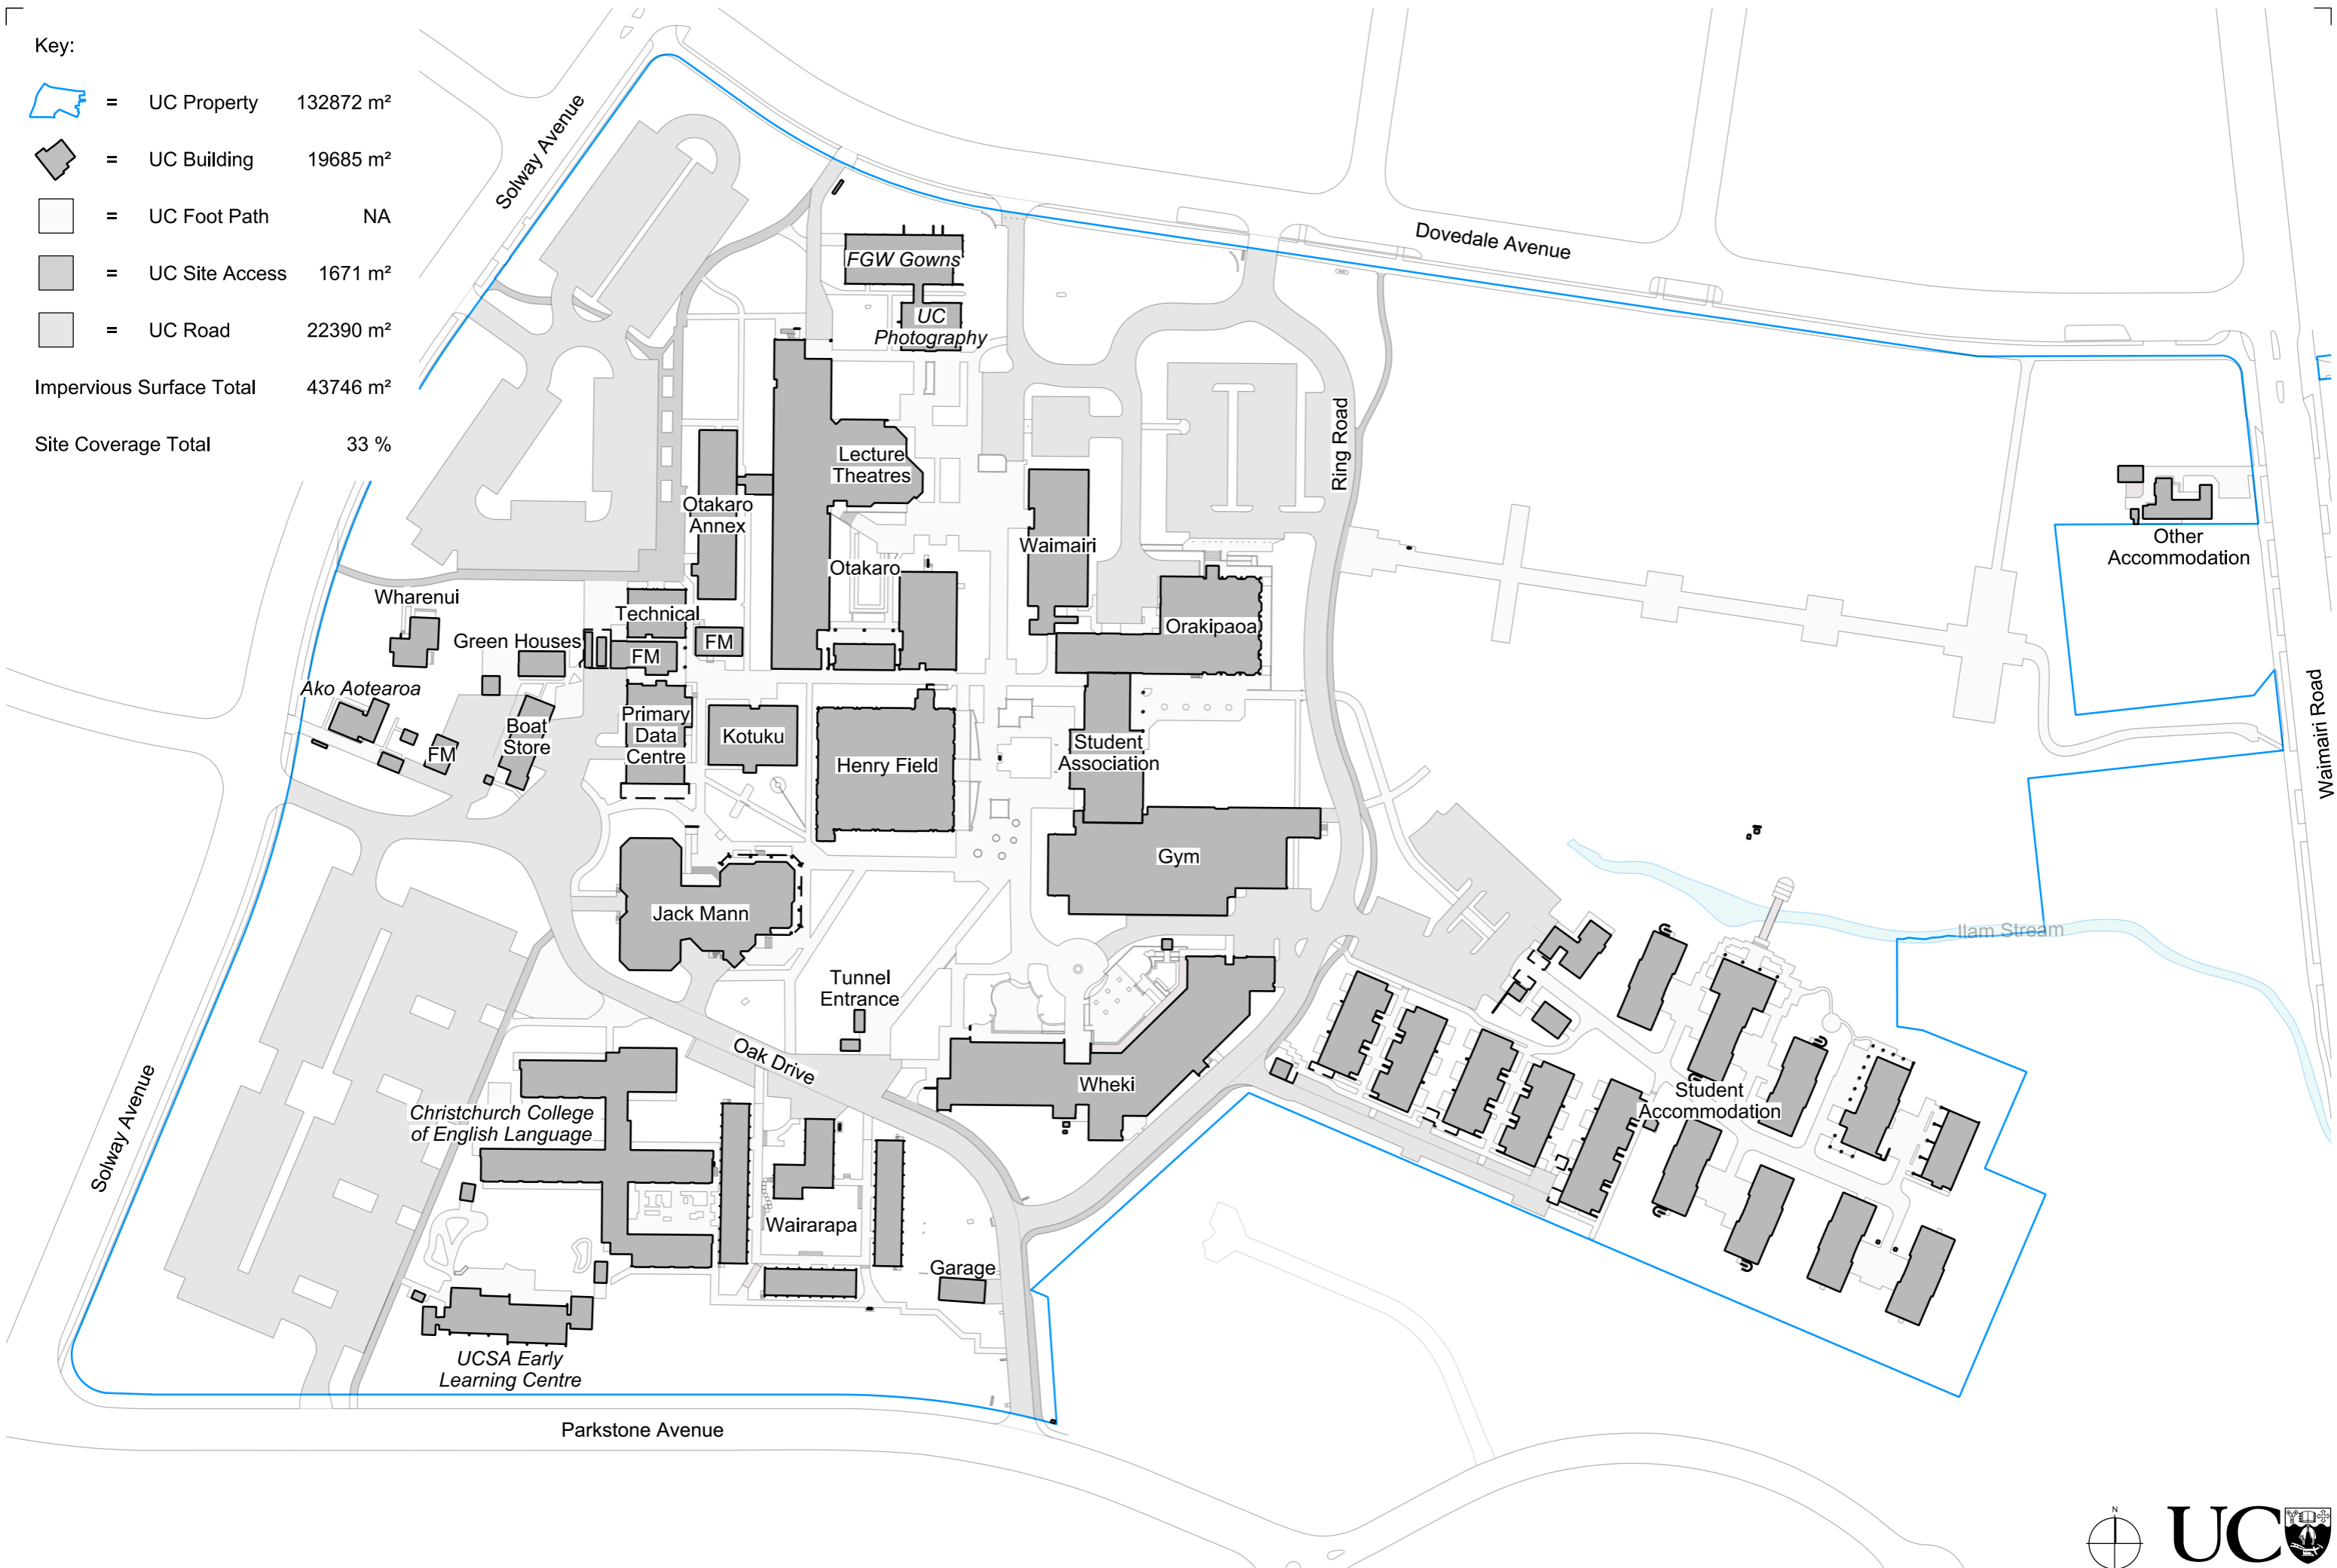 Key:
= UC Property 132872 m²
= UC Building 19685 m²
= UC Foot Path NA
= UC Site Access 1671 m²
= UC Road 22390 m²
Impervious Surface Total 43746 m²
Site Coverage Total 33 %
Solway Avenue
Dovedale Avenue
FGW Gowns
UC
Photography
Ring Road
Lecture
Theatres
Otakaro
Annex
Waimairi
Otakaro
Other
Accommodation
Wharenui
Technical
Green Houses
FM
FM
Orakipaoa
Ako Aotearoa
Boat
Store
FM
Primary
Data
Centre
Kotuku
Henry Field
Student
Association
Waimairi Road
Gym
Jack Mann
Ilam Stream
Tunnel
Entrance
Oak Drive
Wheki
Student
Accommodation
Christchurch College
of English Language
Solway Avenue
Wairarapa
Garage
UCSA Early
Learning Centre
Parkstone Avenue
N
UC